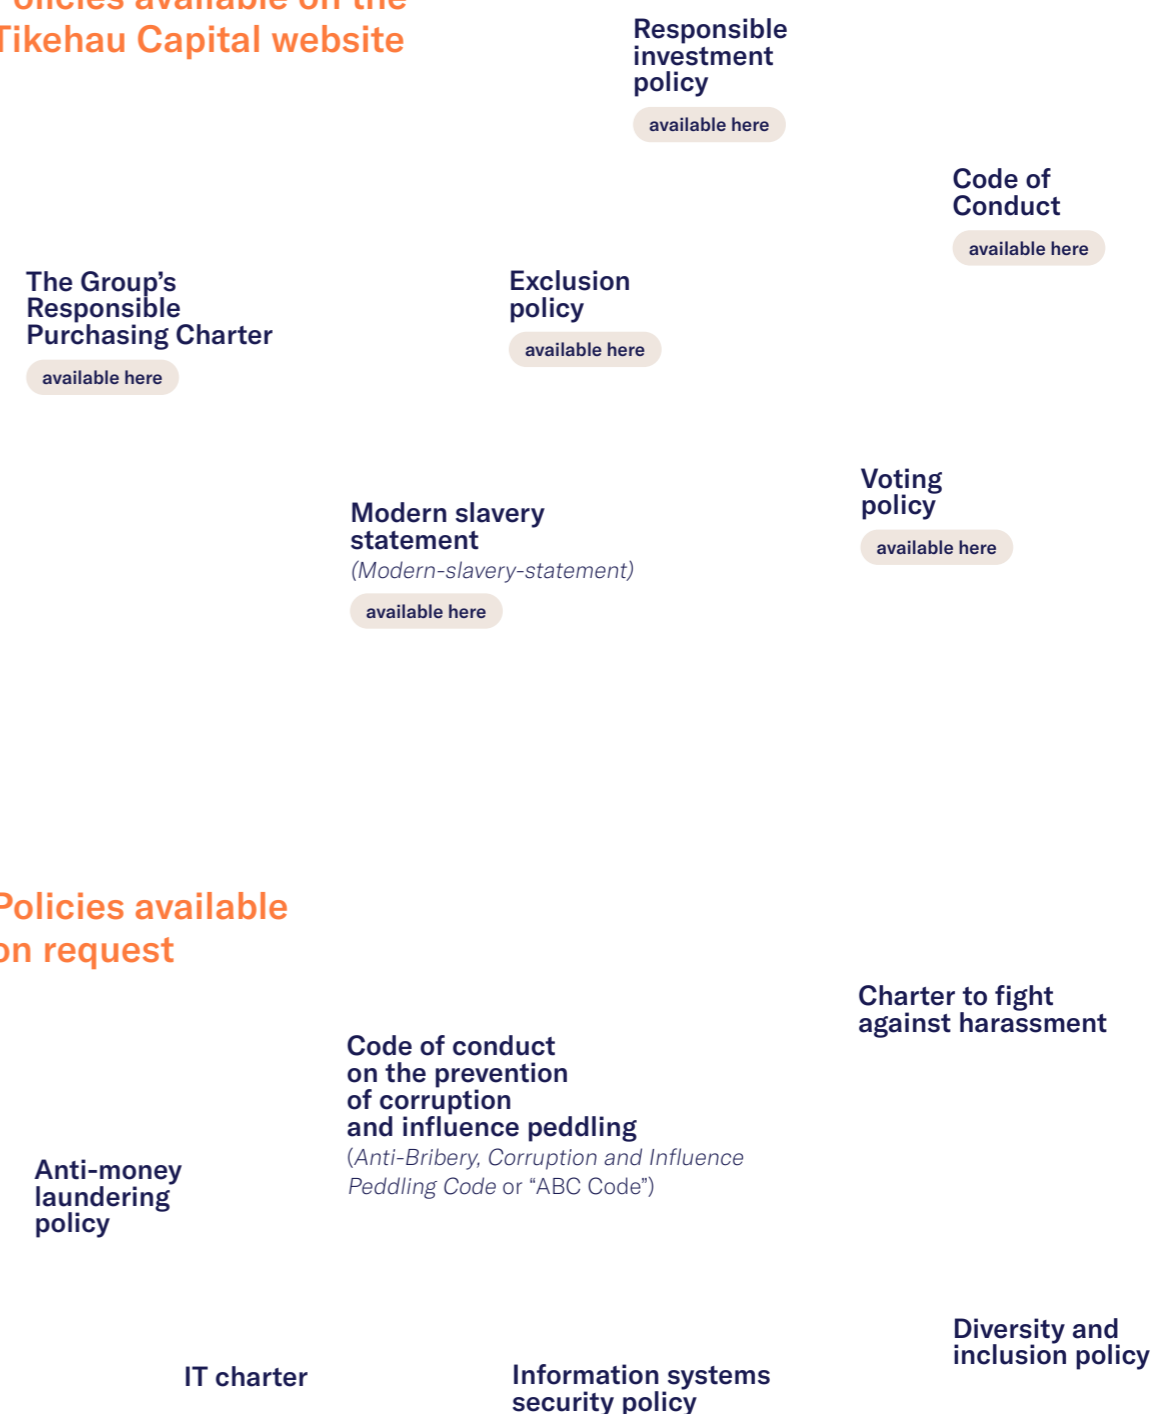 Policies available on the
Tikehau Capital website
Responsible
investment
policy
available here
Code of
Conduct
available here
The Group’s
Responsible
Purchasing Charter
available here
Exclusion
policy
available here
Voting
policy
available here
Modern slavery
statement
(Modern-slavery-statement)
available here
Policies available
on request
Charter to fight
against harassment
Code of conduct
on the prevention
of corruption
and influence peddling
(Anti-Bribery, Corruption and Influence
Peddling Code or “ABC Code”)
Anti-money
laundering
policy
Diversity and
inclusion policy
IT charter
Information systems
security policy